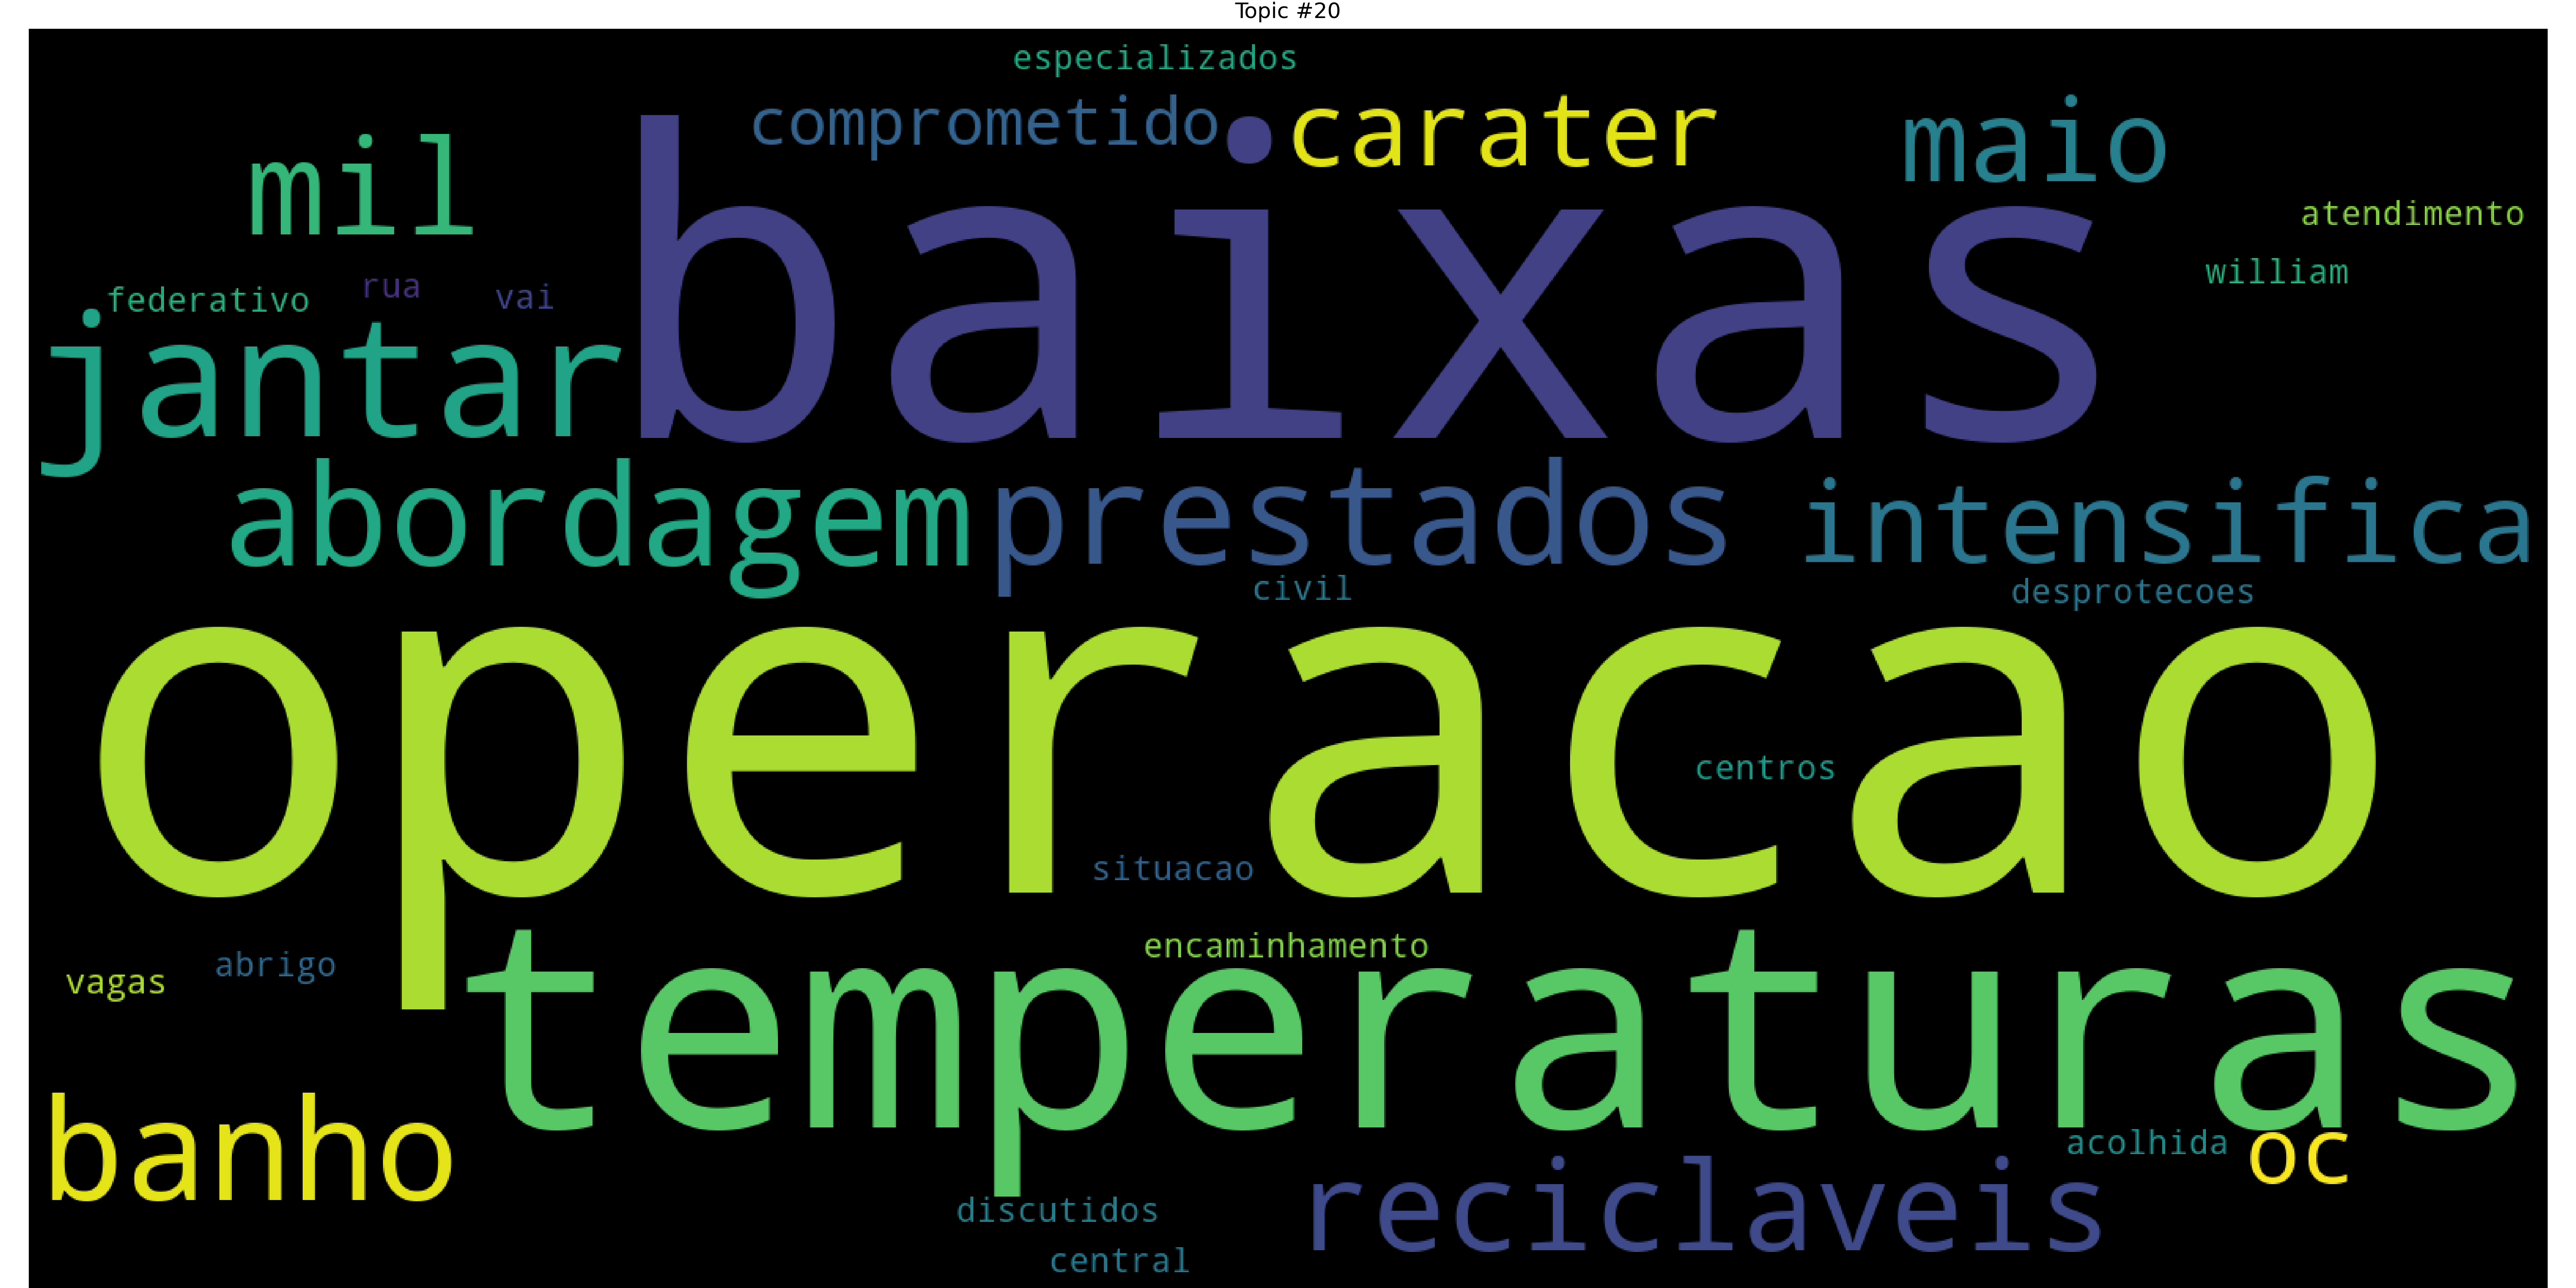 Topic #20
especializados
comprometido carater maio
mil
atendimento
william
federativo rua vai
jantar baixas
abordagem prestados intensifica
civil desprotecoes
operacao
centros
situacao
encaminhamento
vagas abrigo
temperaturas
banho
acolhida oc
reciclaveis
discutidos
central